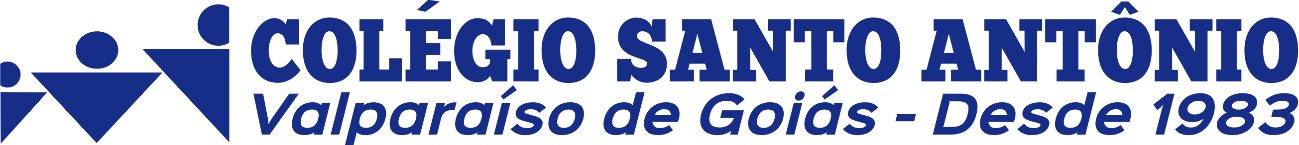 COLÉGIO SANTO ANTÔNIO
Valparaíso de Goiás - Desde 1983